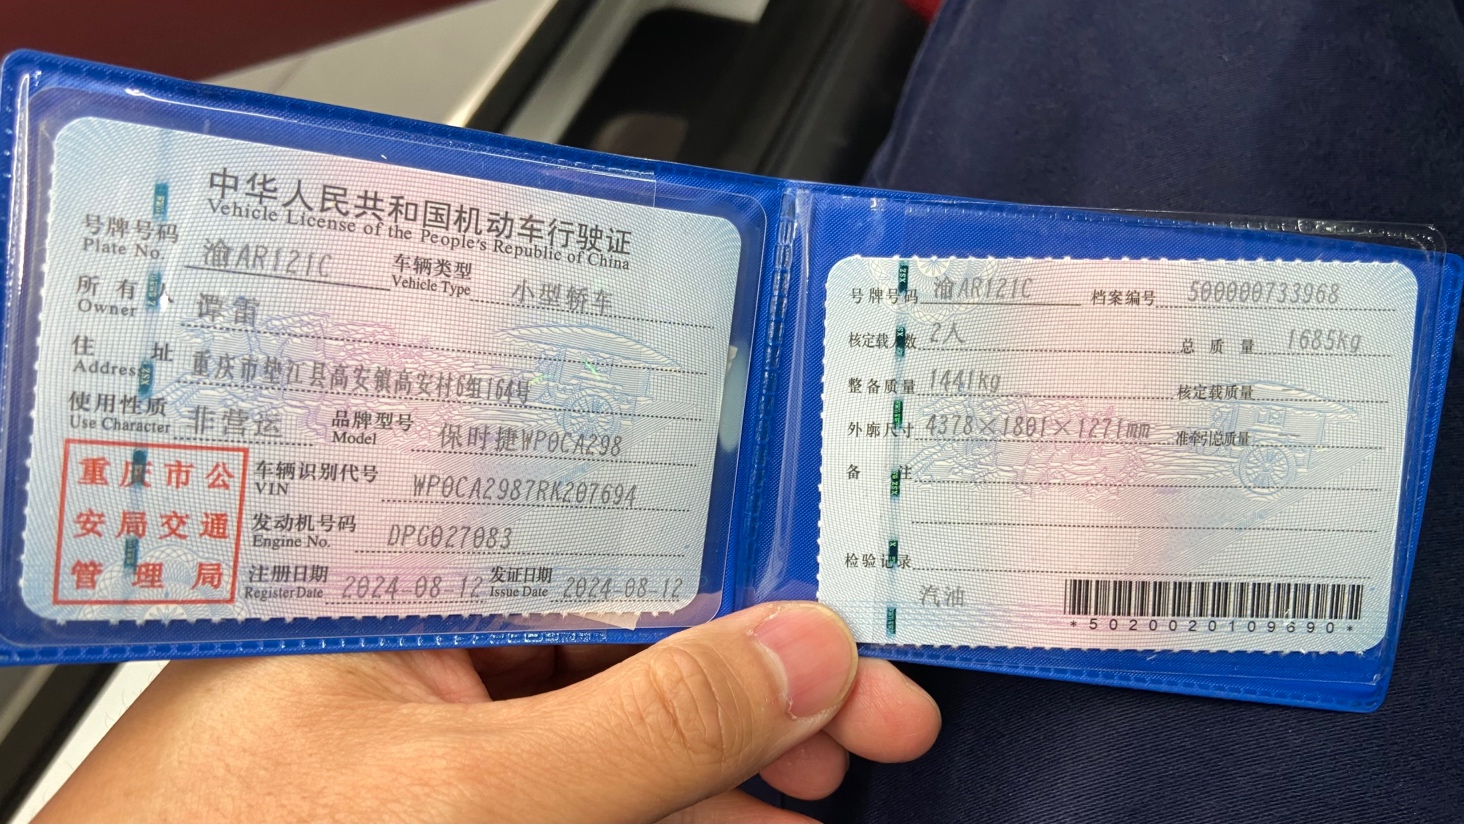 中华人民共和国机动车行驶证
Vehicle License of the People's Republic of China
号牌号码 渝AR121C 车辆类型 小型轿车
Plate No. Vehicle Type
所有人 谭笛
Owner
住址 重庆市垫江县高安镇高安村6组164号
Address
使用性质 非营运 品牌型号 保时捷WP0CA298
Use Character Model
重庆市公
安局交通
管理局
车辆识别代号 WP0CA2987RK207694
VIN
发动机号码 DPG027083
Engine No.
注册日期 2024-08-12 发证日期 2024-08-12
Register Date Issue Date
号牌号码 渝AR121C 档案编号 500000733968
核定载人数 2人 总质量 1685kg
整备质量 1441kg 核定载质量
外廓尺寸 4378×1801×1271mm 准牵引总质量
备注
检验记录
汽油
*5020020109690*